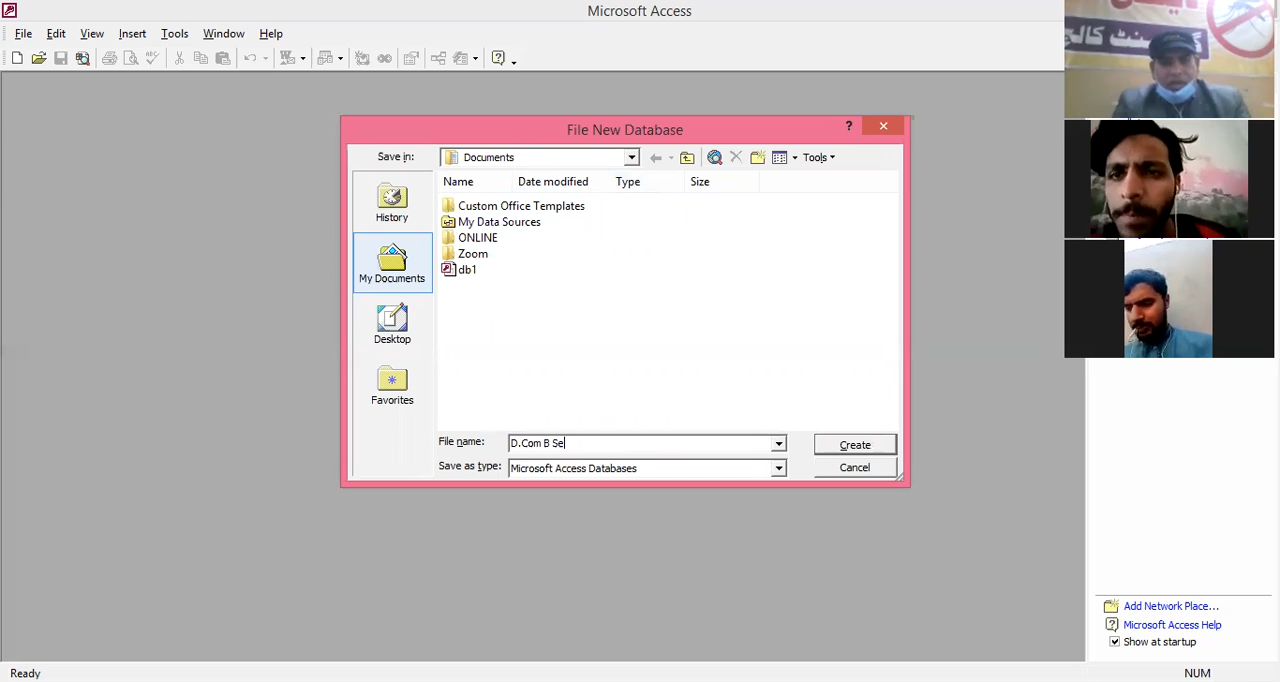 Microsoft Access
File Edit View Insert Tools Window Help
File New Database
?
Save in: Documents Tools
Name Date modified Type Size
History
My Documents
Desktop
Favorites
Custom Office Templates
My Data Sources
ONLINE
Zoom
db1
File name: D.Com B Se Create
Save as type: Microsoft Access Databases Cancel
Add Network Place...
Microsoft Access Help
Show at startup
Ready NUM